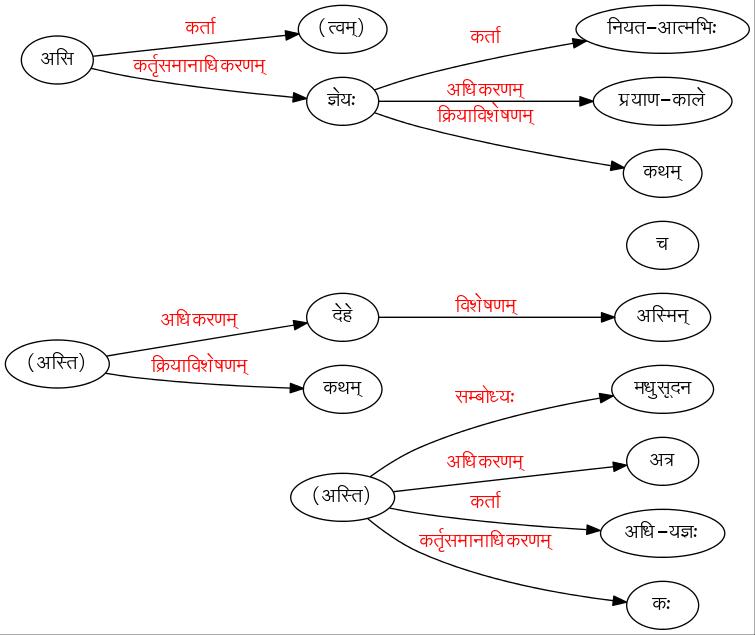 असि
कर्ता
(त्वम्)
कर्तृसमानाधिकरणम्
ज्ञेयः
कर्ता
नियत-आत्मभिः
अधिकरणम्
प्रयाण-काले
क्रियाविशेषणम्
कथम्
च
(अस्ति)
अधिकरणम्
देहे
विशेषणम्
अस्मिन्
क्रियाविशेषणम्
कथम्
(अस्ति)
सम्बोध्यः
मधुसूदन
अधिकरणम्
अत्र
कर्ता
अधि-यज्ञः
कर्तृसमानाधिकरणम्
कः